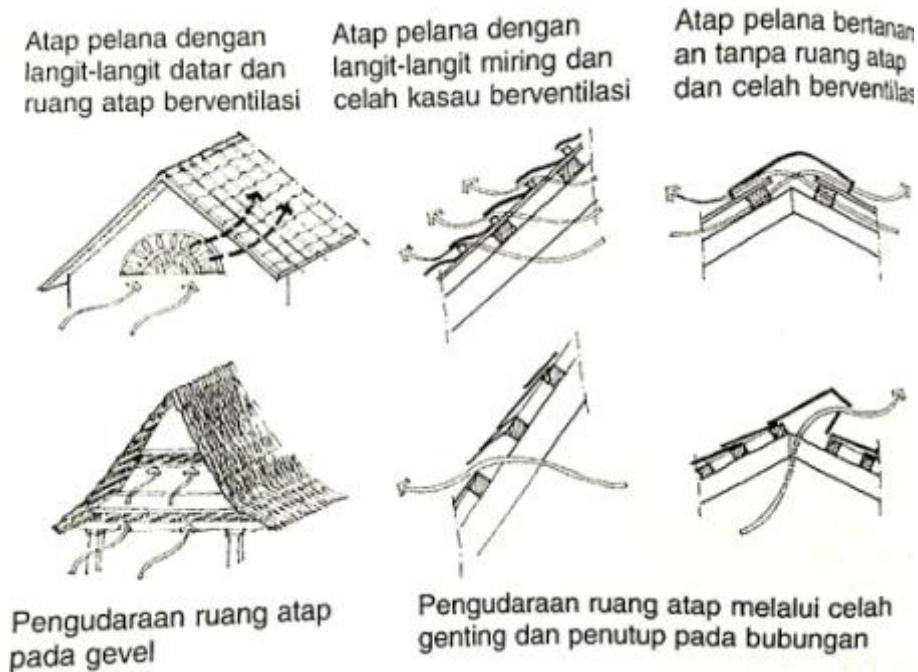 Atap pelana dengan
langit-langit datar dan
ruang atap berventilasi
Atap pelana dengan
langit-langit miring dan
celah kasau berventilasi
Atap pelana bertanam
an tanpa ruang atap
dan celah berventilas
Pengudaraan ruang atap
pada gevel
Pengudaraan ruang atap melalui celah
genting dan penutup pada bubungan